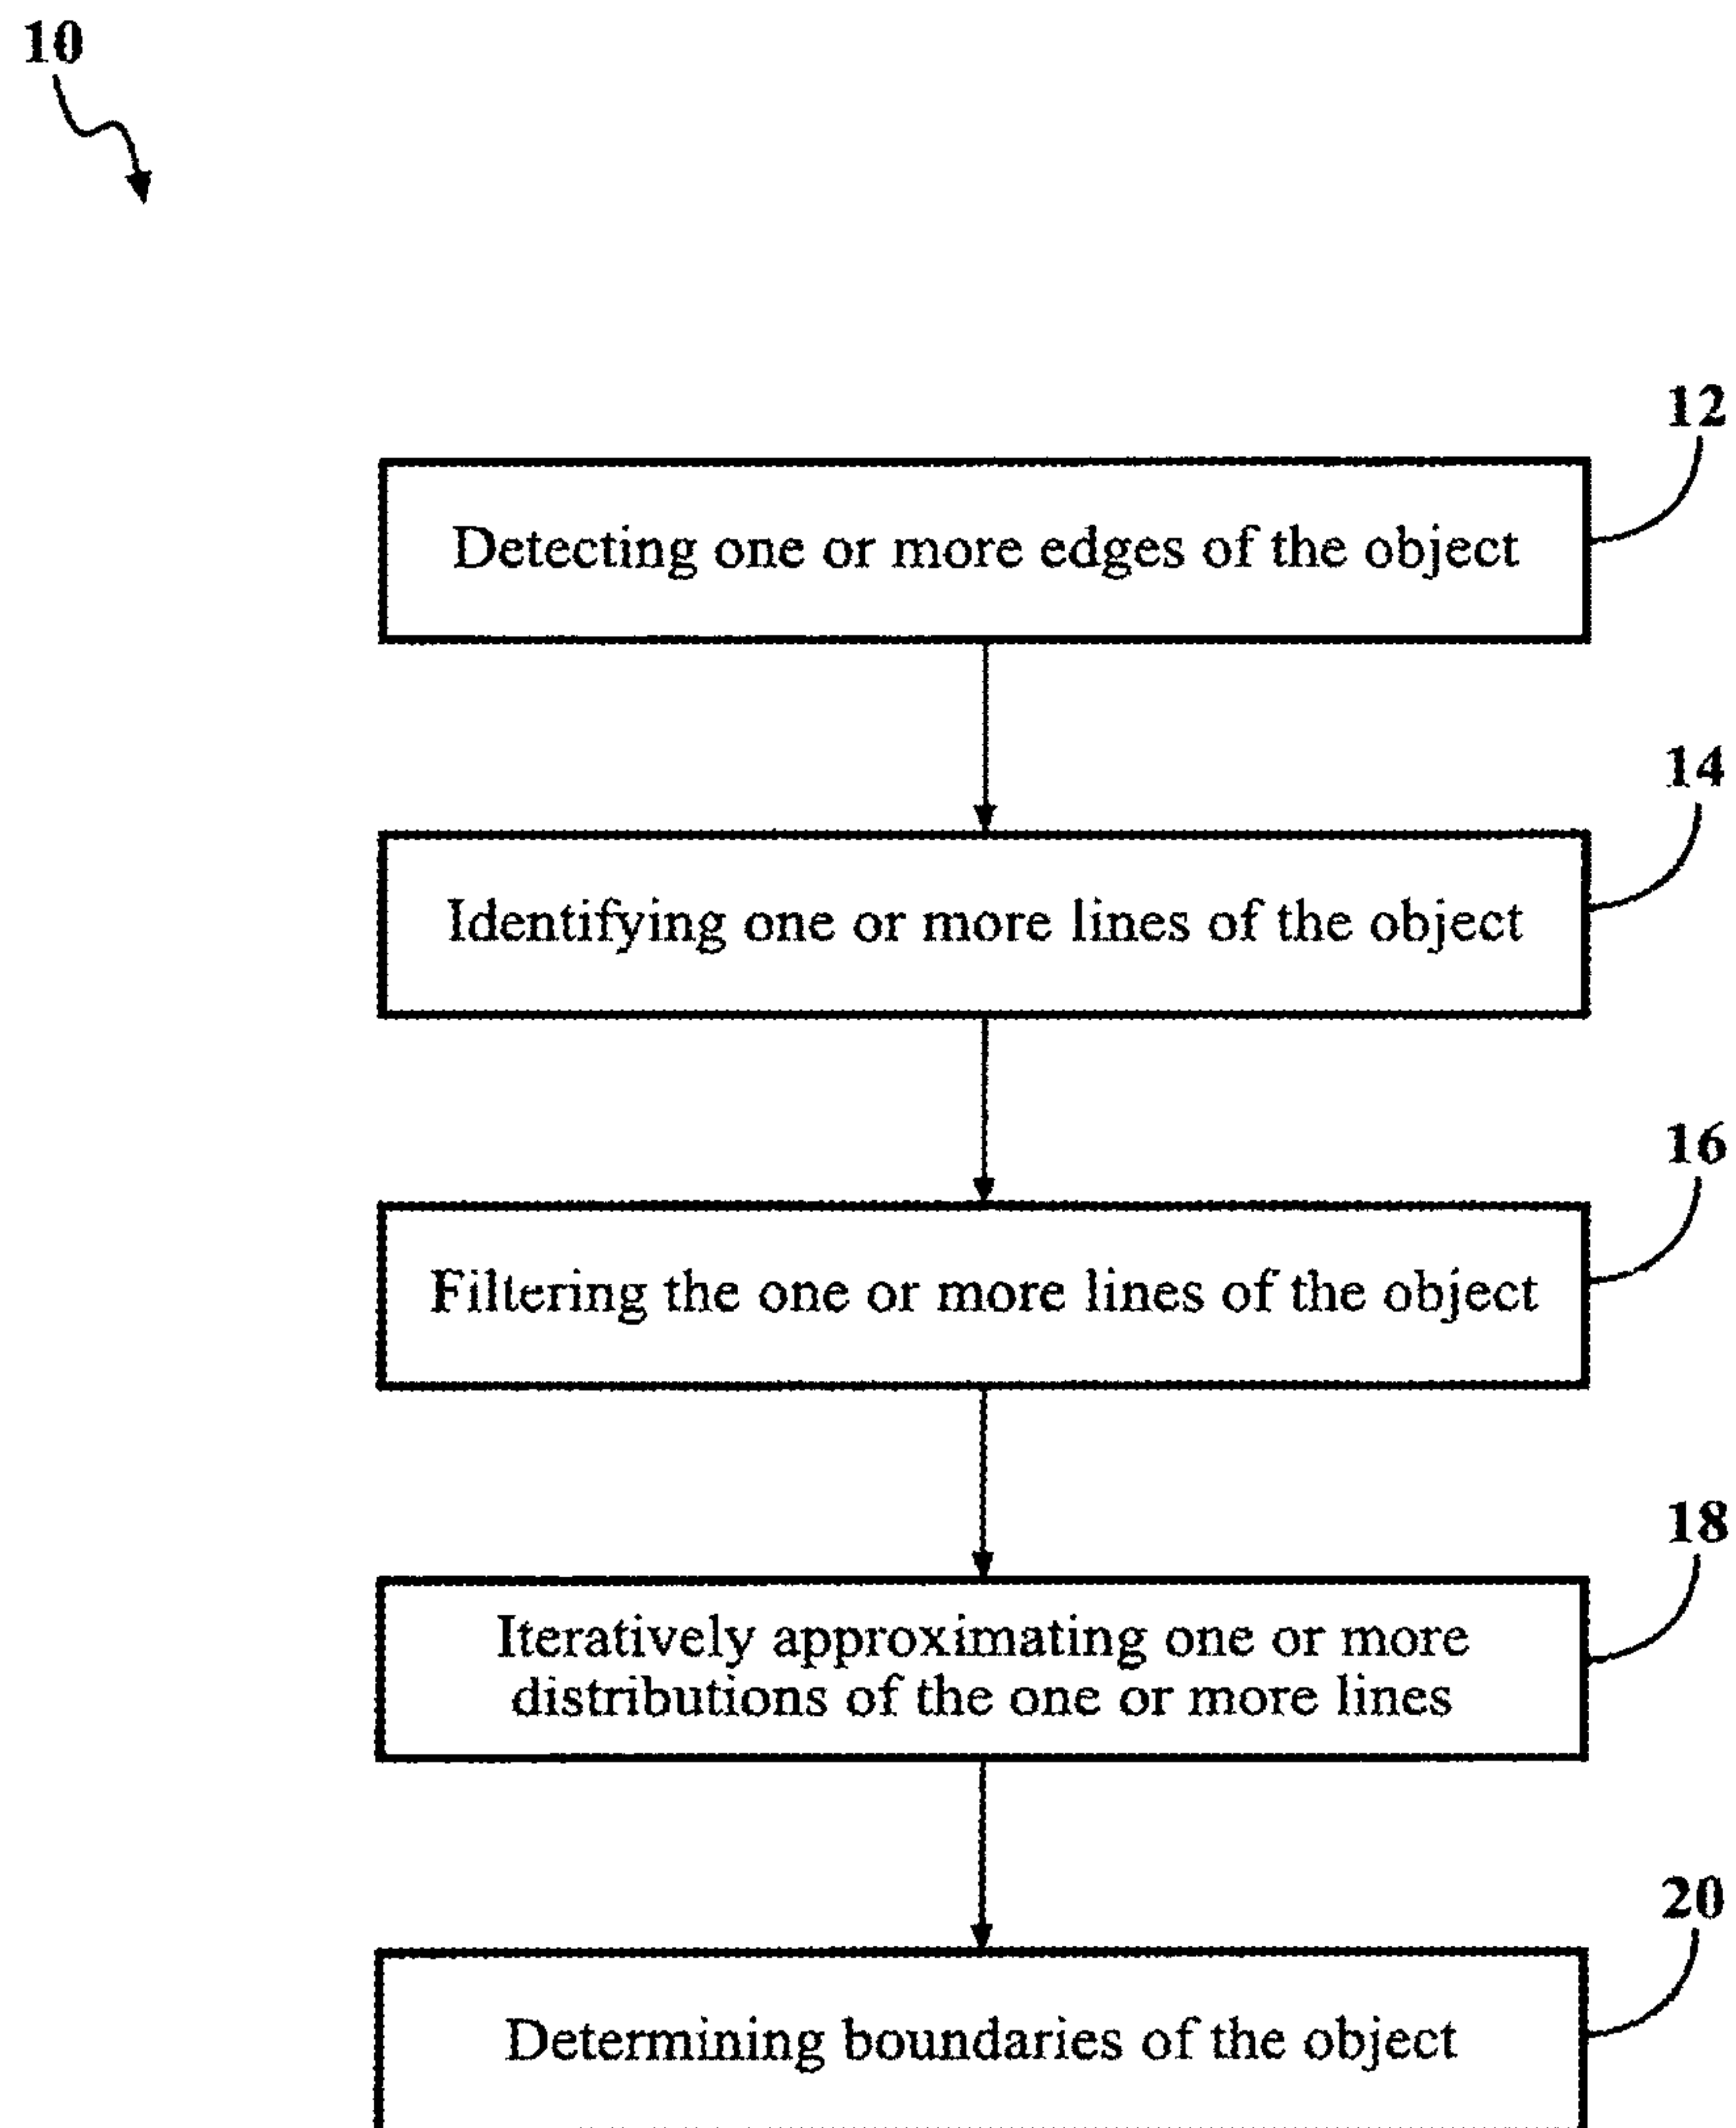 10
12
Detecting one or more edges of the object
14
Identifying one or more lines of the object
16
Filtering the one or more lines of the object
18
Iteratively approximating one or more
distributions of the one or more lines
20
Determining boundaries of the object